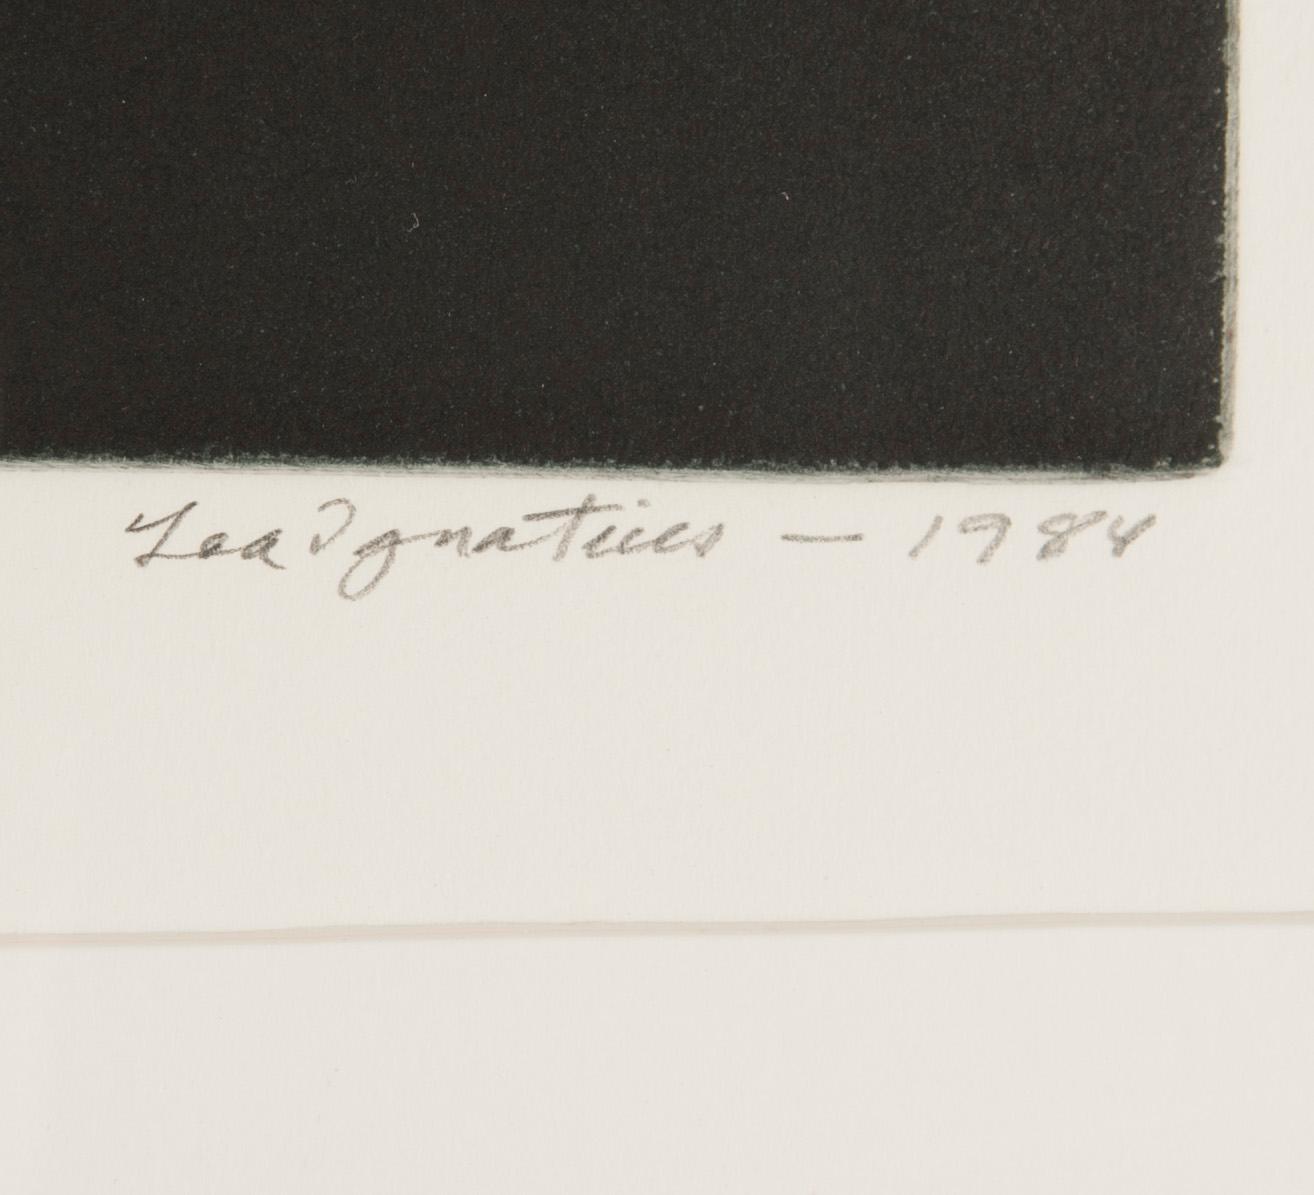 Lea Ignatius — 1984